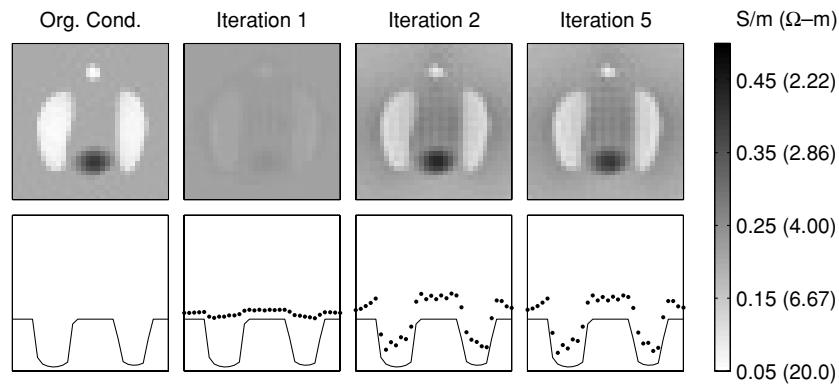 Org. Cond.
Iteration 1
Iteration 2
Iteration 5
S/m (Ω–m)
0.45 (2.22)
0.35 (2.86)
0.25 (4.00)
0.15 (6.67)
0.05 (20.0)